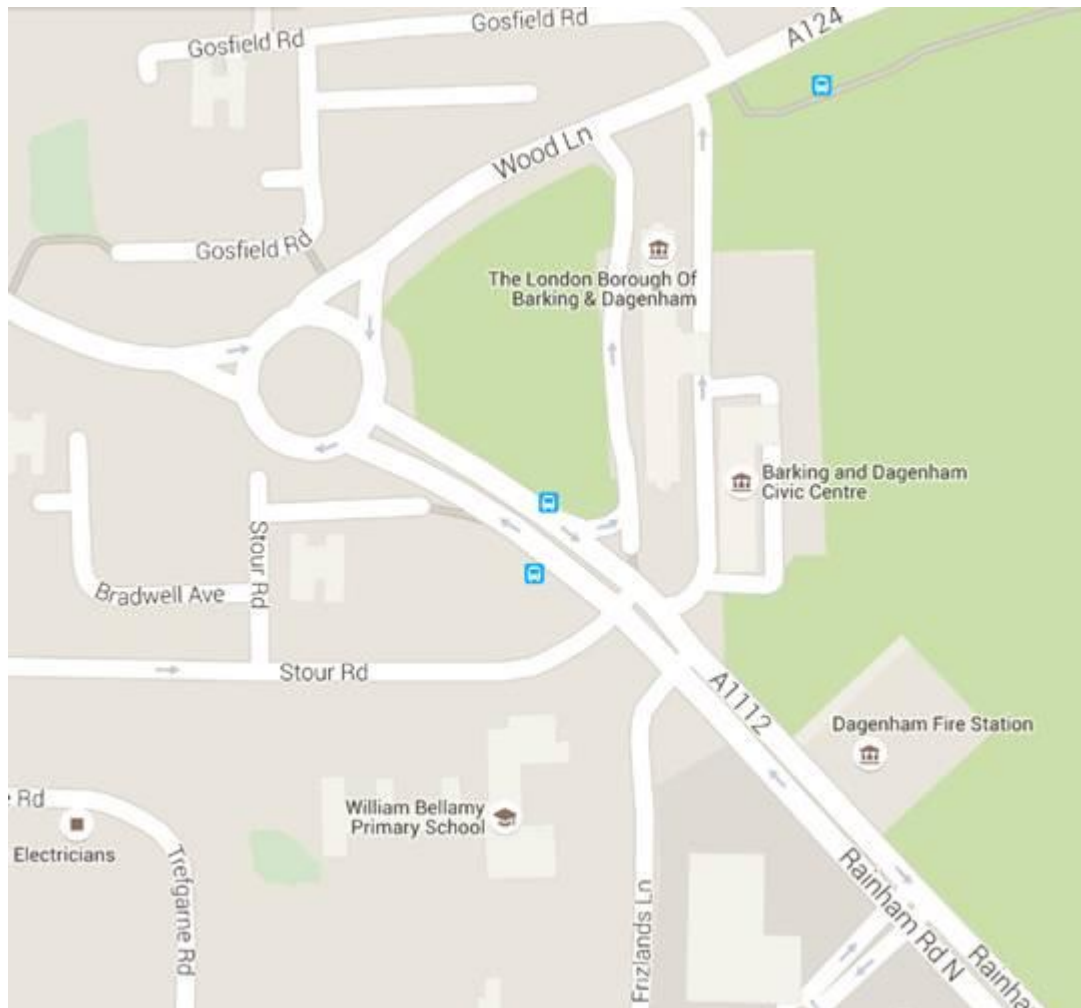 Gosfield Rd
Gosfield Rd
A124
Wood Ln
Gosfield Rd
The London Borough Of
Barking & Dagenham
Barking and Dagenham
Civic Centre
Stour Rd
Bradwell Ave
Stour Rd
A1112
Dagenham Fire Station
Rd
William Bellamy
Primary School
Electricians
Trefgarne Rd
Frizlands Ln
Rainham Rd N